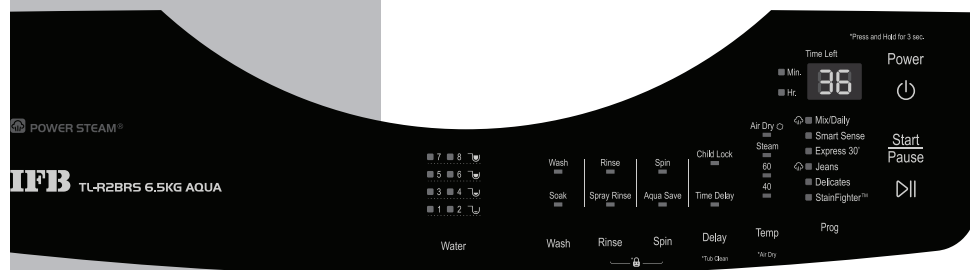 *Press and Hold for 3 sec.
Time Left
Power
Min.
Hr.
36
POWER STEAM®
IFB TL-R2BRS 6.5KG AQUA
7 8
5 6
3 4
1 2
Water
Wash
Soak
Wash
Rinse
Spray Rinse
Rinse
Spin
Aqua Save
Spin
Child Lock
Time Delay
Delay
*Tub Clean
Air Dry
Steam
60
40
Temp
*Air Dry
Mix/Daily
Smart Sense
Express 30'
Jeans
Delicates
StainFighter™
Prog
Start
Pause